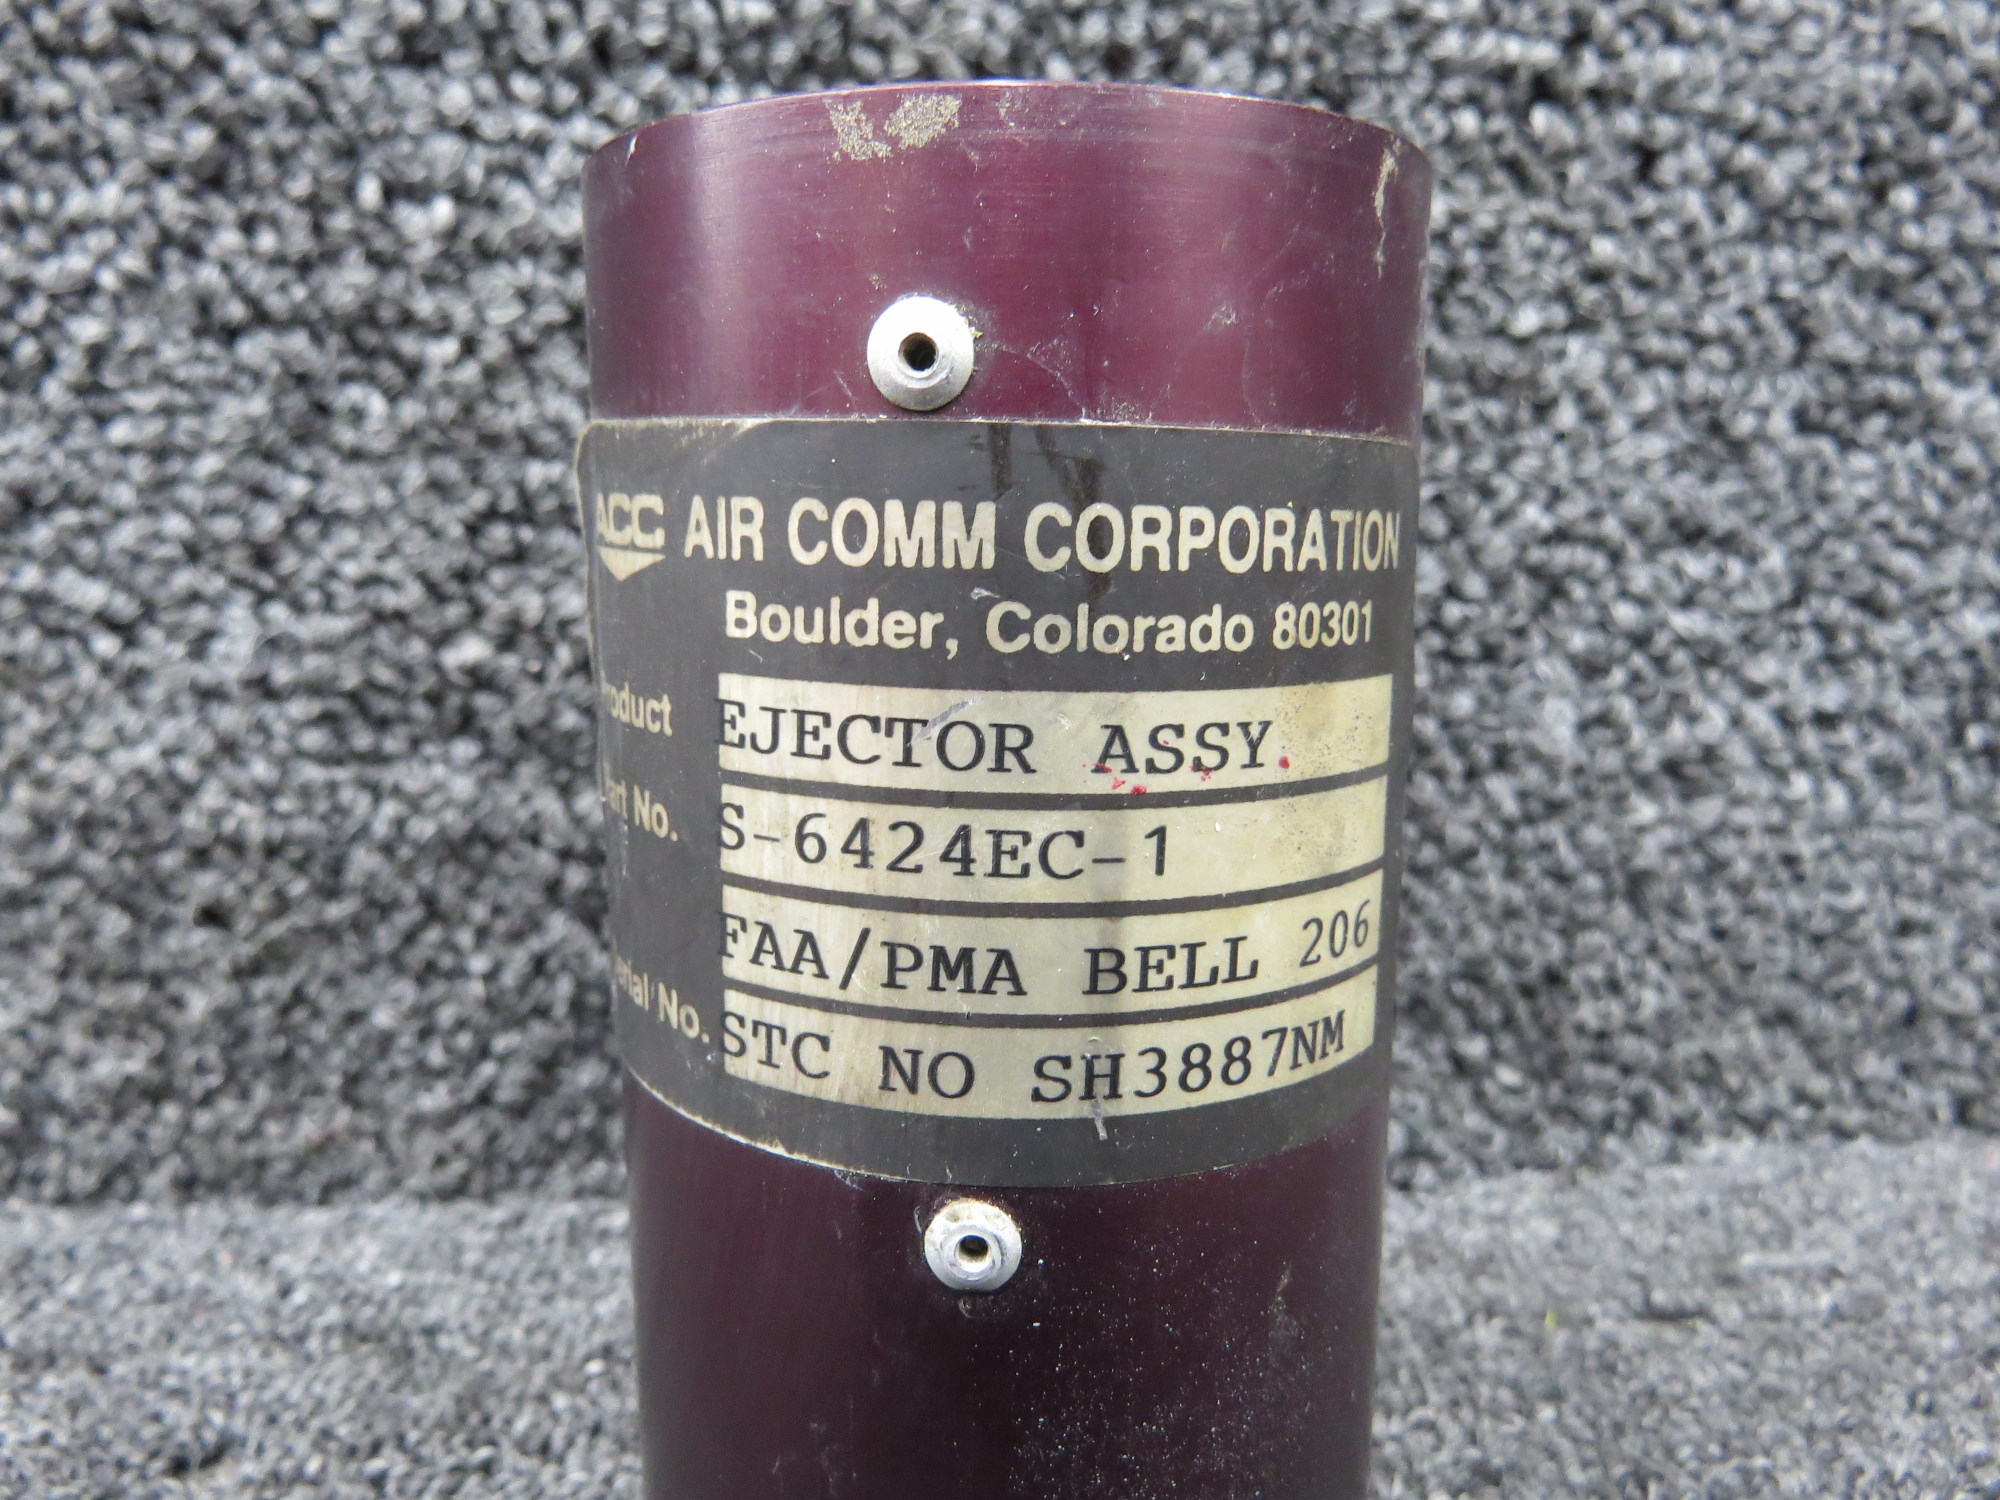 ACC AIR COMM CORPORATION
Boulder, Colorado 80301
Product EJECTOR ASSY.
Part No. S-6424EC-1
FAA/PMA BELL 206
Serial No. STC NO SH3887NM